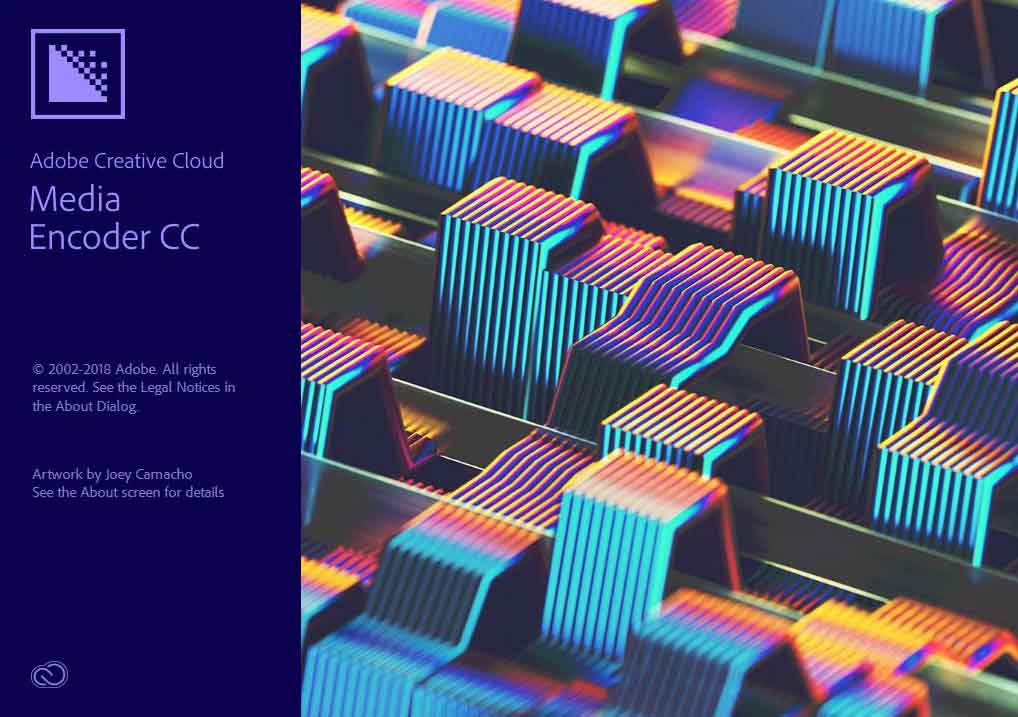 Adobe Creative Cloud
Media
Encoder CC
© 2002-2018 Adobe. All rights
reserved. See the Legal Notices in
the About Dialog.
Artwork by Joey Camacho
See the About screen for details